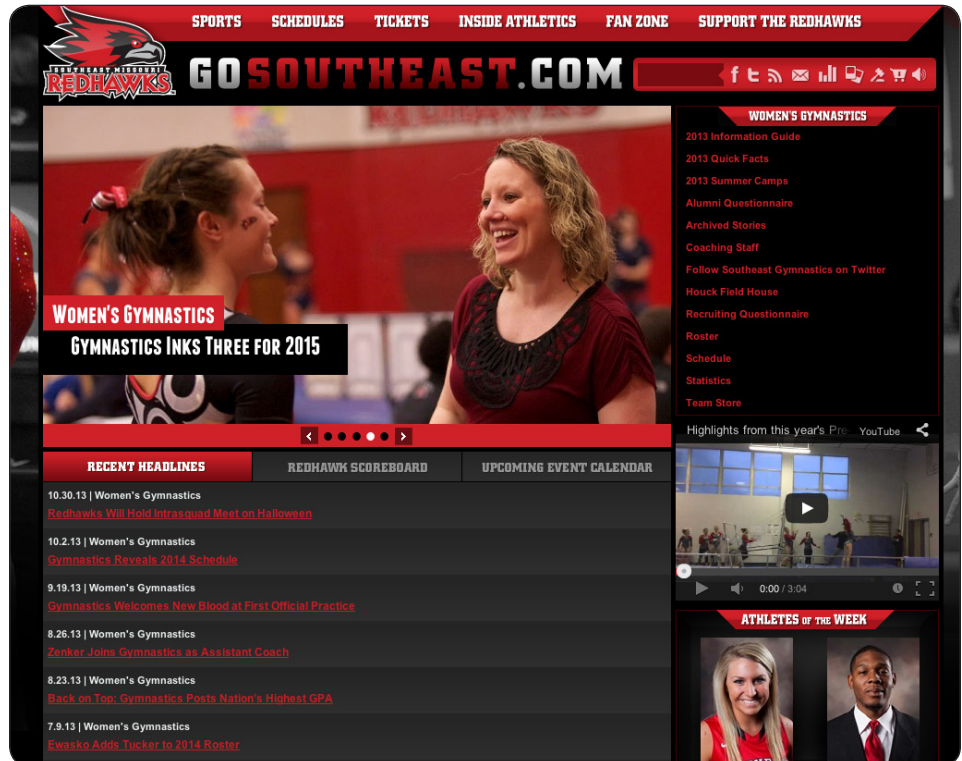 SPORTS SCHEDULES TICKETS INSIDE ATHLETICS FAN ZONE SUPPORT THE REDHAWKS
SOUTHEAST MISSOURI
REDHAWKS
GOSOUTHEAST.COM
WOMEN'S GYMNASTICS
2013 Information Guide
2013 Quick Facts
2013 Summer Camps
Alumni Questionnaire
Archived Stories
Coaching Staff
Follow Southeast Gymnastics on Twitter
Houck Field House
Recruiting Questionnaire
Roster
Schedule
Statistics
Team Store
WOMEN'S GYMNASTICS
GYMNASTICS INKS THREE FOR 2015
Highlights from this year's Pre- YouTube
0:00 / 3:04
RECENT HEADLINES REDHAWK SCOREBOARD UPCOMING EVENT CALENDAR
10.30.13 | Women's Gymnastics
Redhawks Will Hold Intrasquad Meet on Halloween
10.2.13 | Women's Gymnastics
Gymnastics Reveals 2014 Schedule
9.19.13 | Women's Gymnastics
Gymnastics Welcomes New Blood at First Official Practice
8.26.13 | Women's Gymnastics
Zenker Joins Gymnastics as Assistant Coach
8.23.13 | Women's Gymnastics
Back on Top: Gymnastics Posts Nation's Highest GPA
7.9.13 | Women's Gymnastics
Ewasko Adds Tucker to 2014 Roster
ATHLETES OF THE WEEK